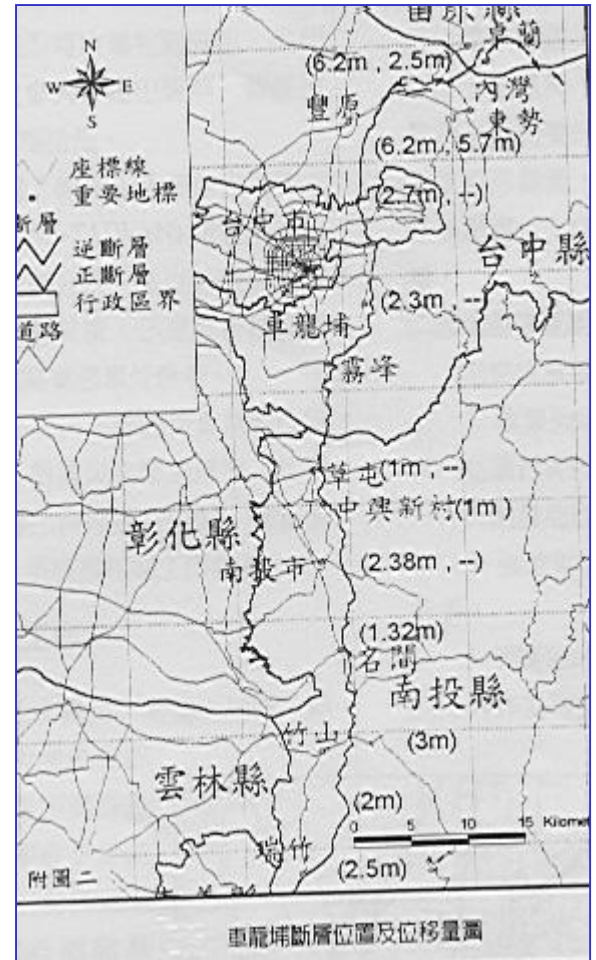 卓蘭
N
W E
S
(6.2m , 2.5m)
內灣
豐原
東勢
(6.2m , 5.7m)
座標線
重要地標
(2.7m , --)
斷層
台中市
逆斷層
台中縣
正斷層
行政區界
(2.3m , --)
道路
車龍埔
霧峰
草屯(1m , --)
中興新村(1m )
彰化縣
南投市
(2.38m , --)
(1.32m)
名間
南投縣
竹山
(3m)
雲林縣
(2m)
0 5 10 15 Kilomet
瑞竹
(2.5m)
附圖二
車龍埔斷層位置及位移量圖